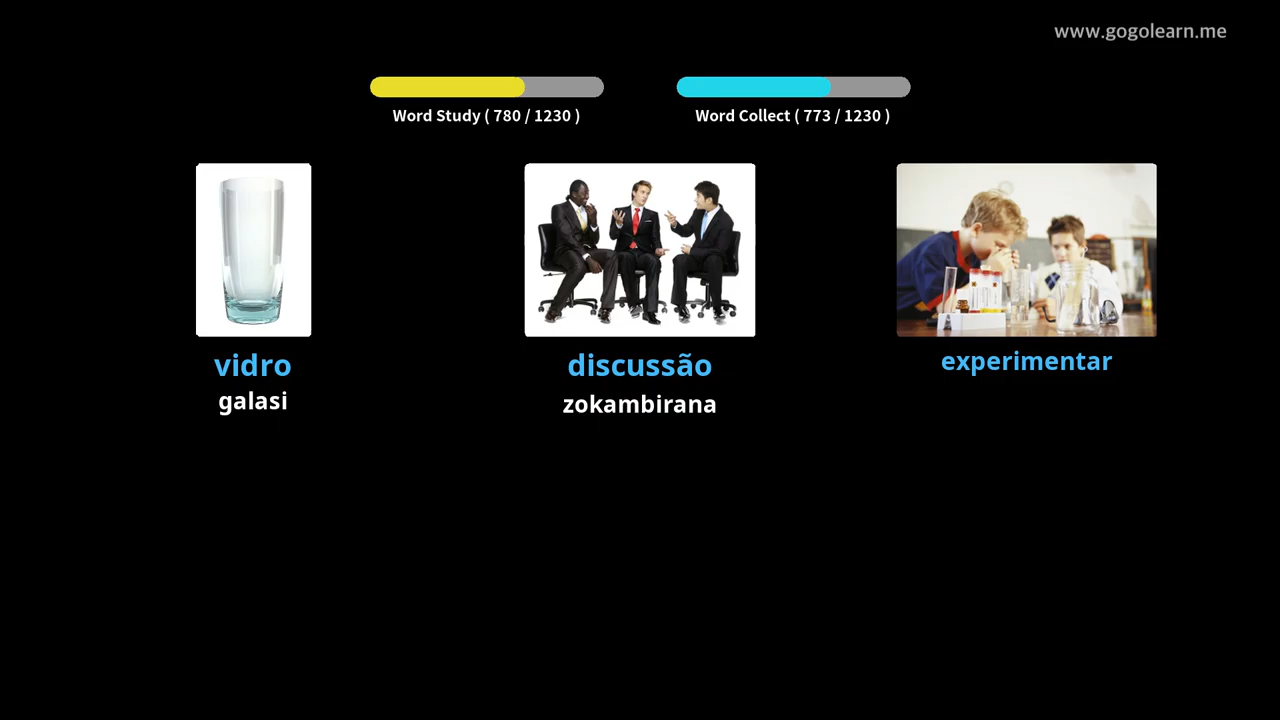 www.gogolearn.me
Word Study ( 780 / 1230 )
Word Collect ( 773 / 1230 )
vidro
galasi
discussão
zokambirana
experimentar